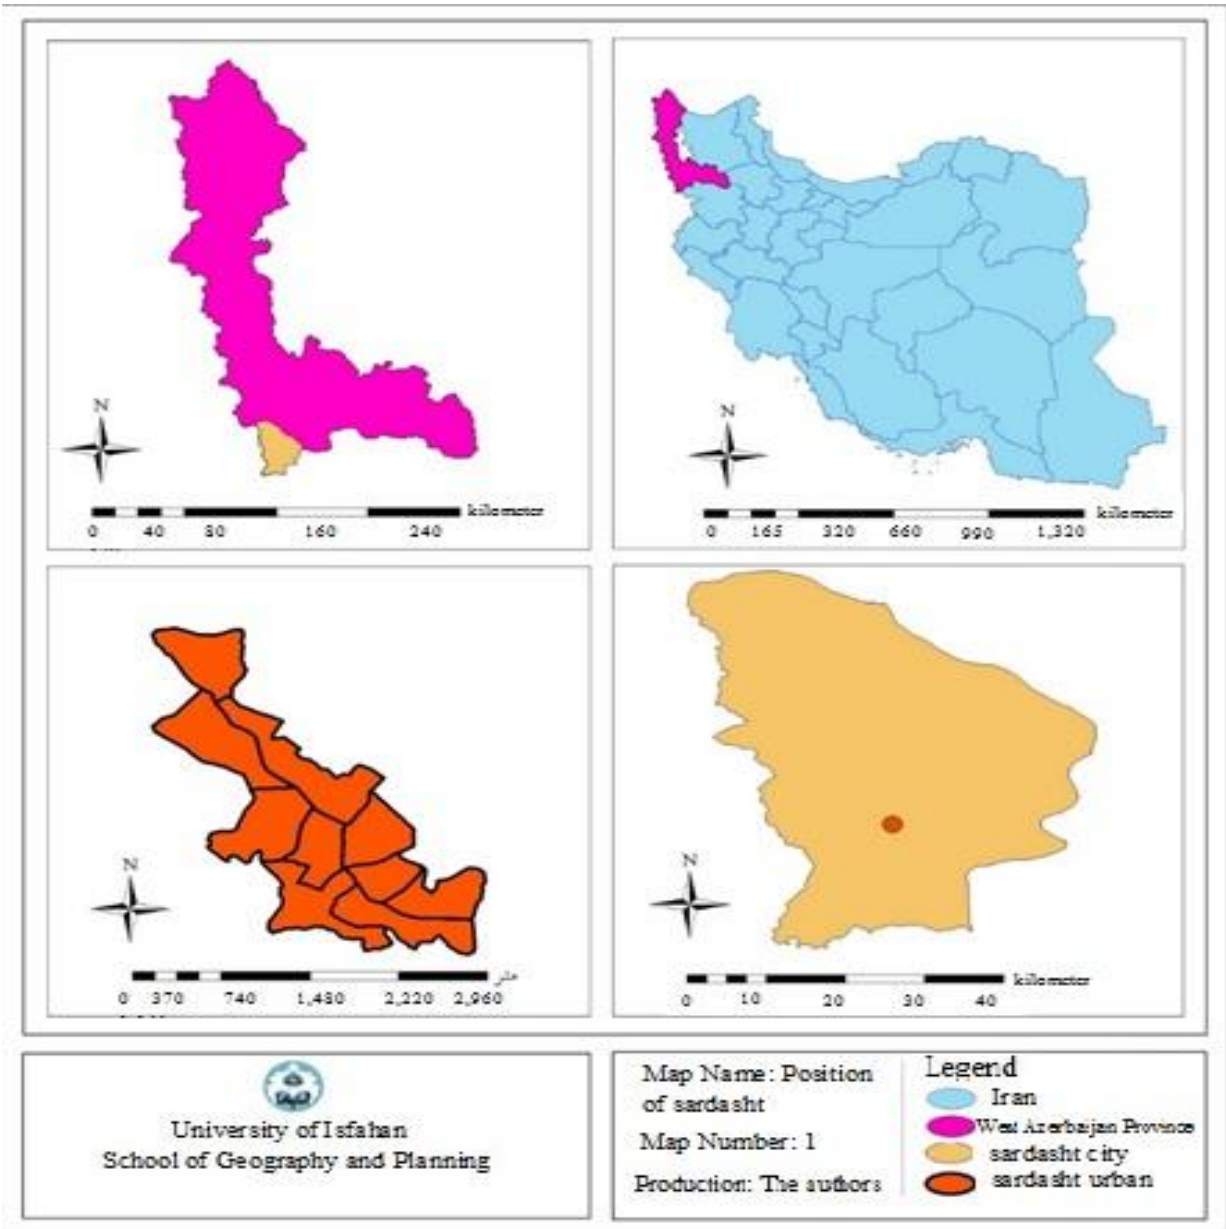 N
0 40 80 160 240 kilometer
N
0 165 320 660 990 1,320 kilometer
N
0 370 740 1,480 2,220 2,960 متر
N
0 10 20 30 40 kilometer
University of Isfahan
School of Geography and Planning
Map Name: Position
of sardasht
Map Number: 1
Production: The authors
Legend
Iran
West Azerbaijan Province
sardasht city
sardasht urban